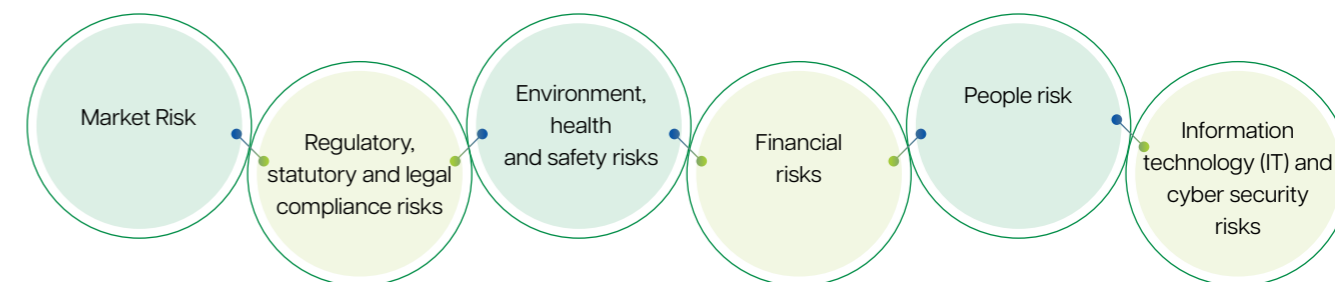 Market Risk
Regulatory,
statutory and legal
compliance risks
Environment,
health
and safety risks
Financial
risks
People risk
Information
technology (IT) and
cyber security
risks